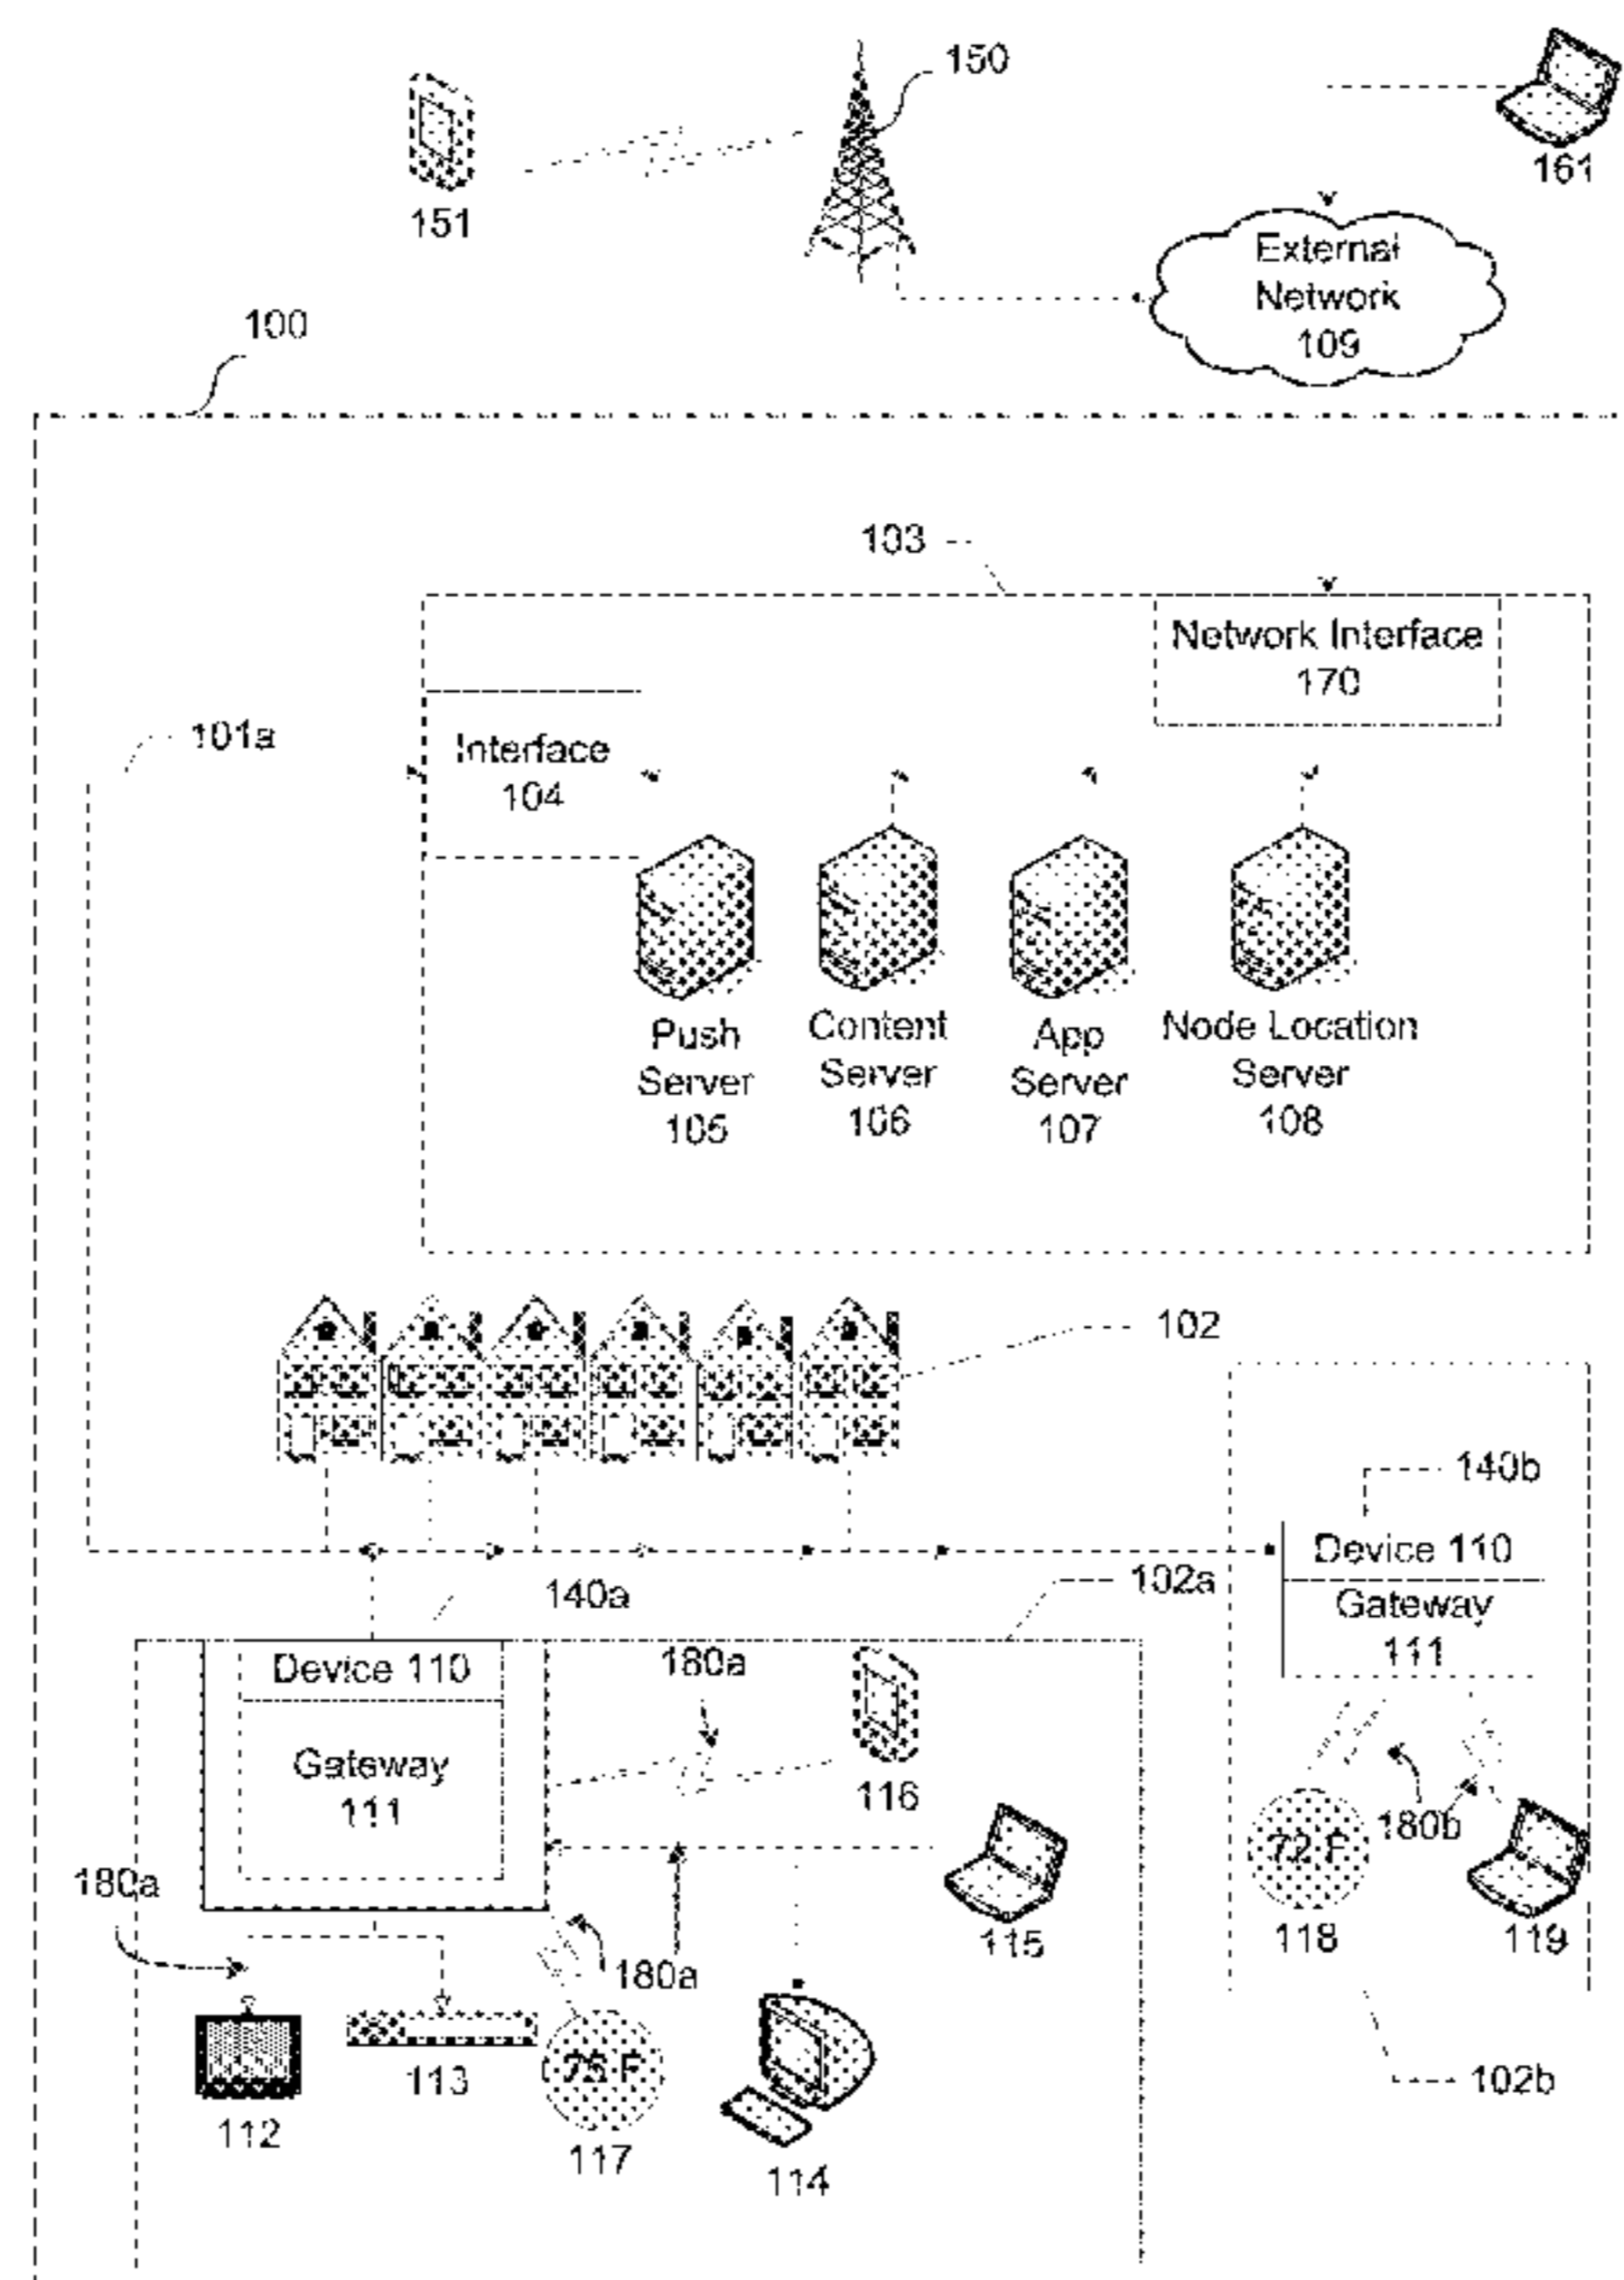 150
161
151
External
Network
109
100
103
Network Interface
170
101a
Interface
104
Push
Server
105
Content
Server
106
App
Server
107
Node Location
Server
108
102
140b
Device 110
Gateway
111
140a
102a
Device 110
Gateway
111
180a
116
180a
115
180a
72 F
180b
118
119
112
113
117
114
102b